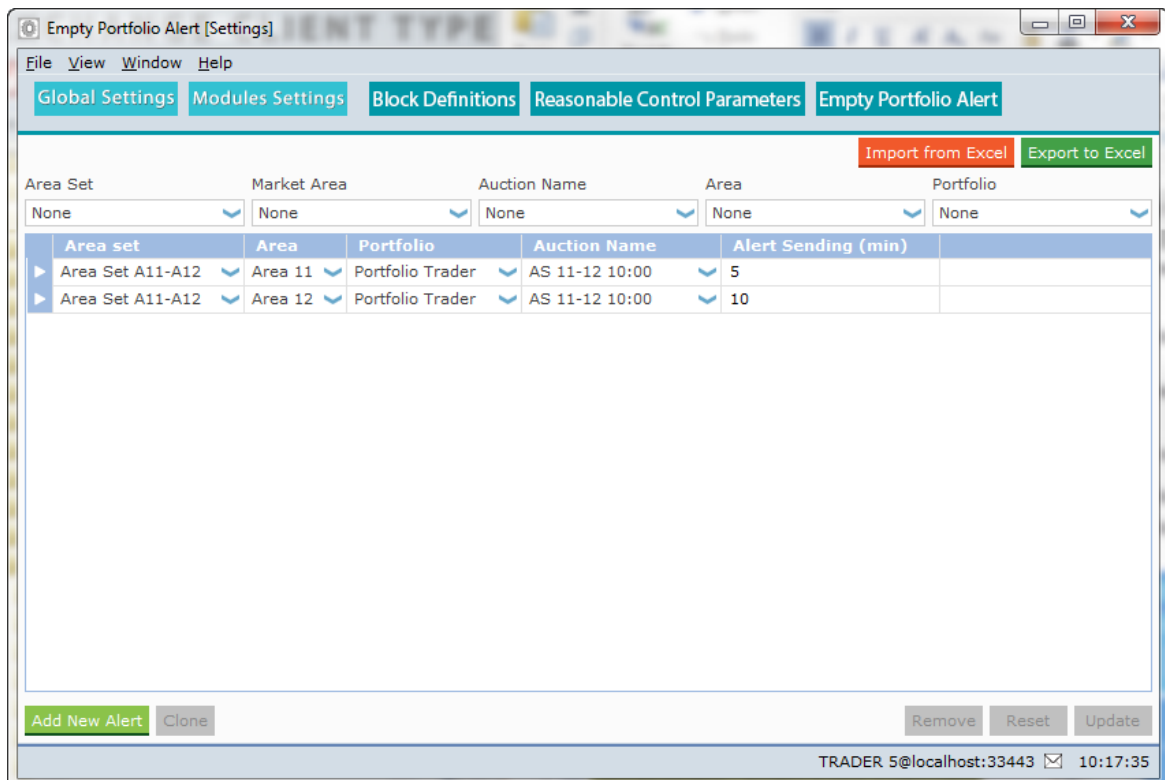 Empty Portfolio Alert [Settings]
File View Window Help
Global Settings Modules Settings Block Definitions Reasonable Control Parameters Empty Portfolio Alert
Import from Excel Export to Excel
Area Set Market Area Auction Name Area Portfolio
None None None None None
Area set Area Portfolio Auction Name Alert Sending (min)
Area Set A11-A12 Area 11 Portfolio Trader AS 11-12 10:00 5
Area Set A11-A12 Area 12 Portfolio Trader AS 11-12 10:00 10
Add New Alert Clone Remove Reset Update
TRADER 5@localhost:33443 10:17:35